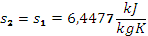 s₂ = s₁ = 6,4477 kJ/kgK